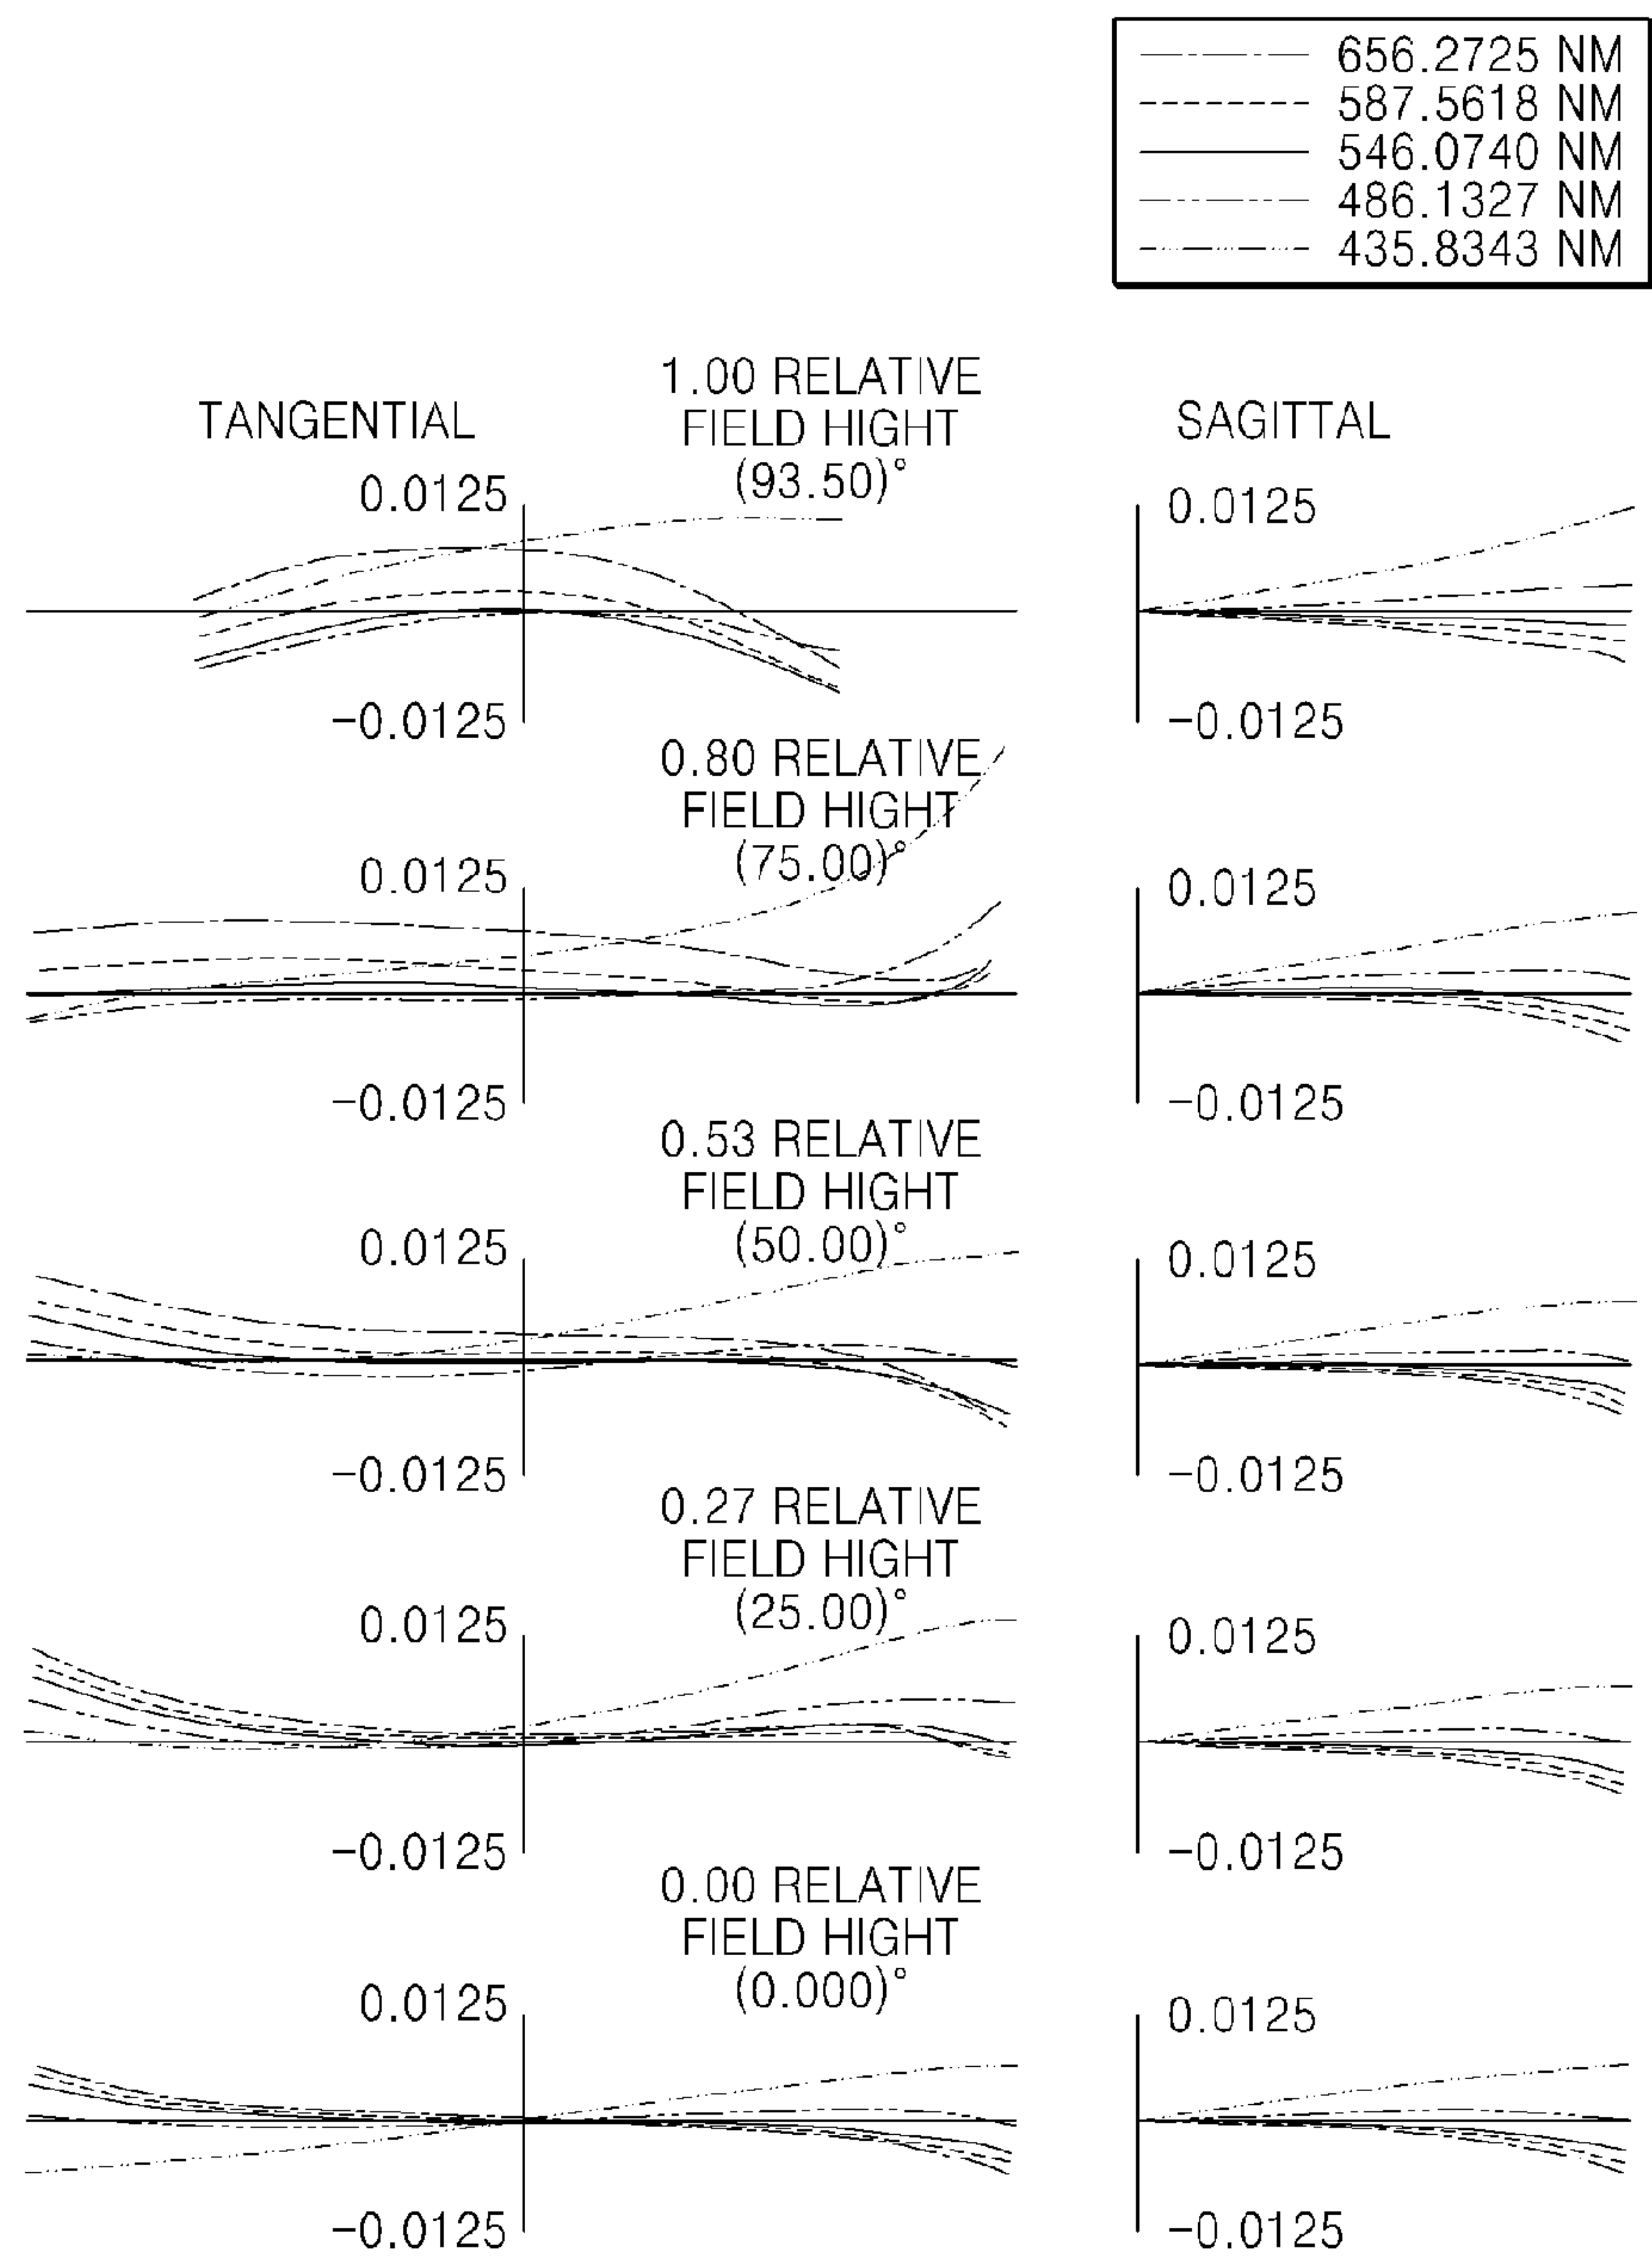 656.2725 NM
587.5618 NM
546.0740 NM
486.1327 NM
435.8343 NM
TANGENTIAL
1.00 RELATIVE
FIELD HIGHT
(93.50)°
SAGITTAL
0.0125
0.0125
-0.0125
-0.0125
0.80 RELATIVE
FIELD HIGHT
(75.00)°
0.0125
0.0125
-0.0125
-0.0125
0.53 RELATIVE
FIELD HIGHT
(50.00)°
0.0125
0.0125
-0.0125
-0.0125
0.27 RELATIVE
FIELD HIGHT
(25.00)°
0.0125
0.0125
-0.0125
-0.0125
0.00 RELATIVE
FIELD HIGHT
(0.000)°
0.0125
0.0125
-0.0125
-0.0125